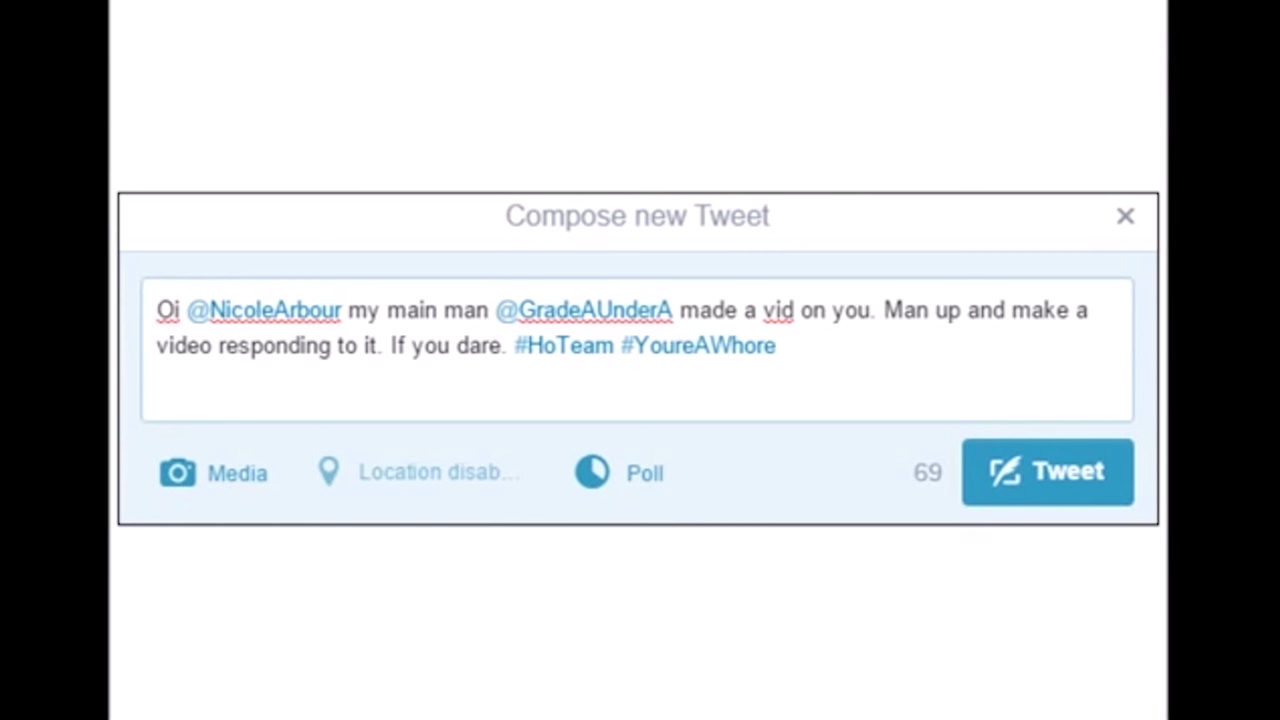 Compose new Tweet ×
Oi @NicoleArbour my main man @GradeAUnderA made a vid on you. Man up and make a
video responding to it. If you dare. #HoTeam #YoureAWhore
Media Location disab... Poll 69 Tweet